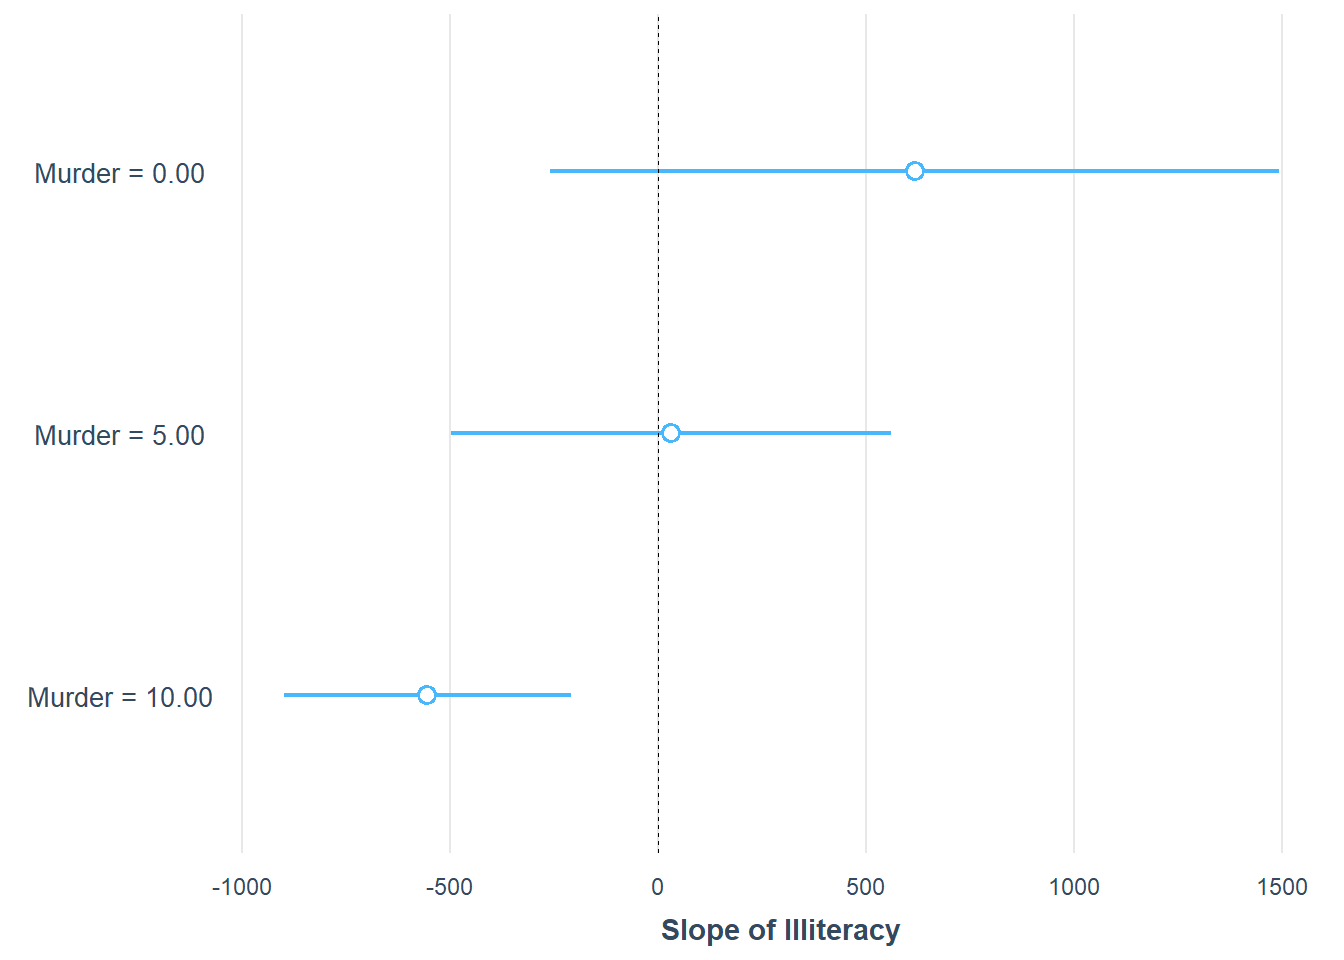 Murder = 0.00
Murder = 5.00
Murder = 10.00
-1000 -500 0 500 1000 1500
Slope of Illiteracy